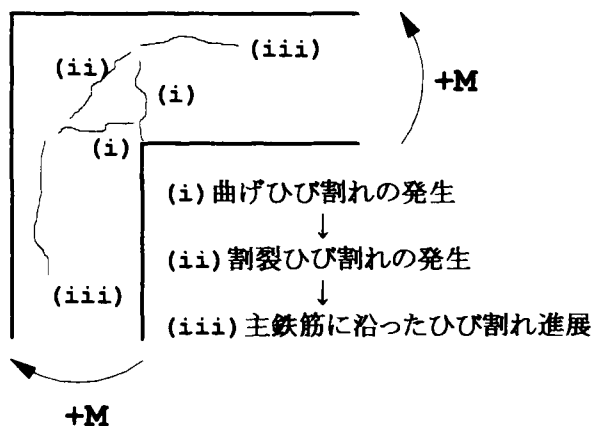 (iii)
(ii)
+M
(i)
(i)
(i)曲げひび割れの発生
↓
(ii)割裂ひび割れの発生
↓
(iii)
(iii)主鉄筋に沿ったひび割れ進展
+M